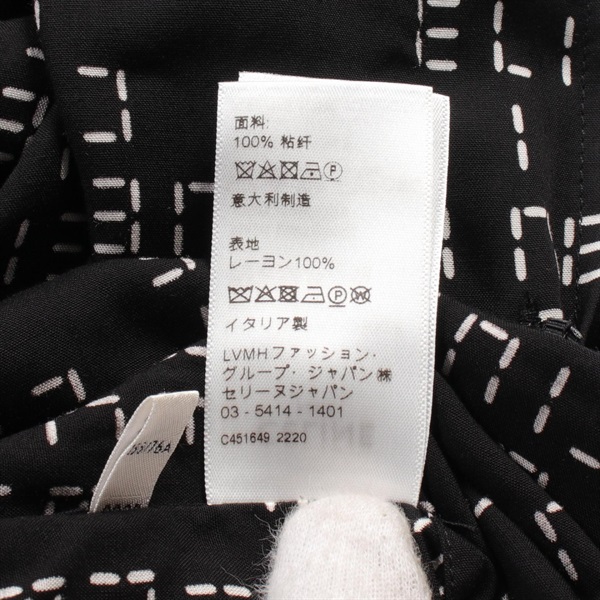 面料:
100% 粘纤
意大利制造
表地
レーヨン100%
イタリア製
LVMHファッション・
グループ・ジャパン㈱
セリーヌジャパン
03 - 5414 - 1401
C451649 2220